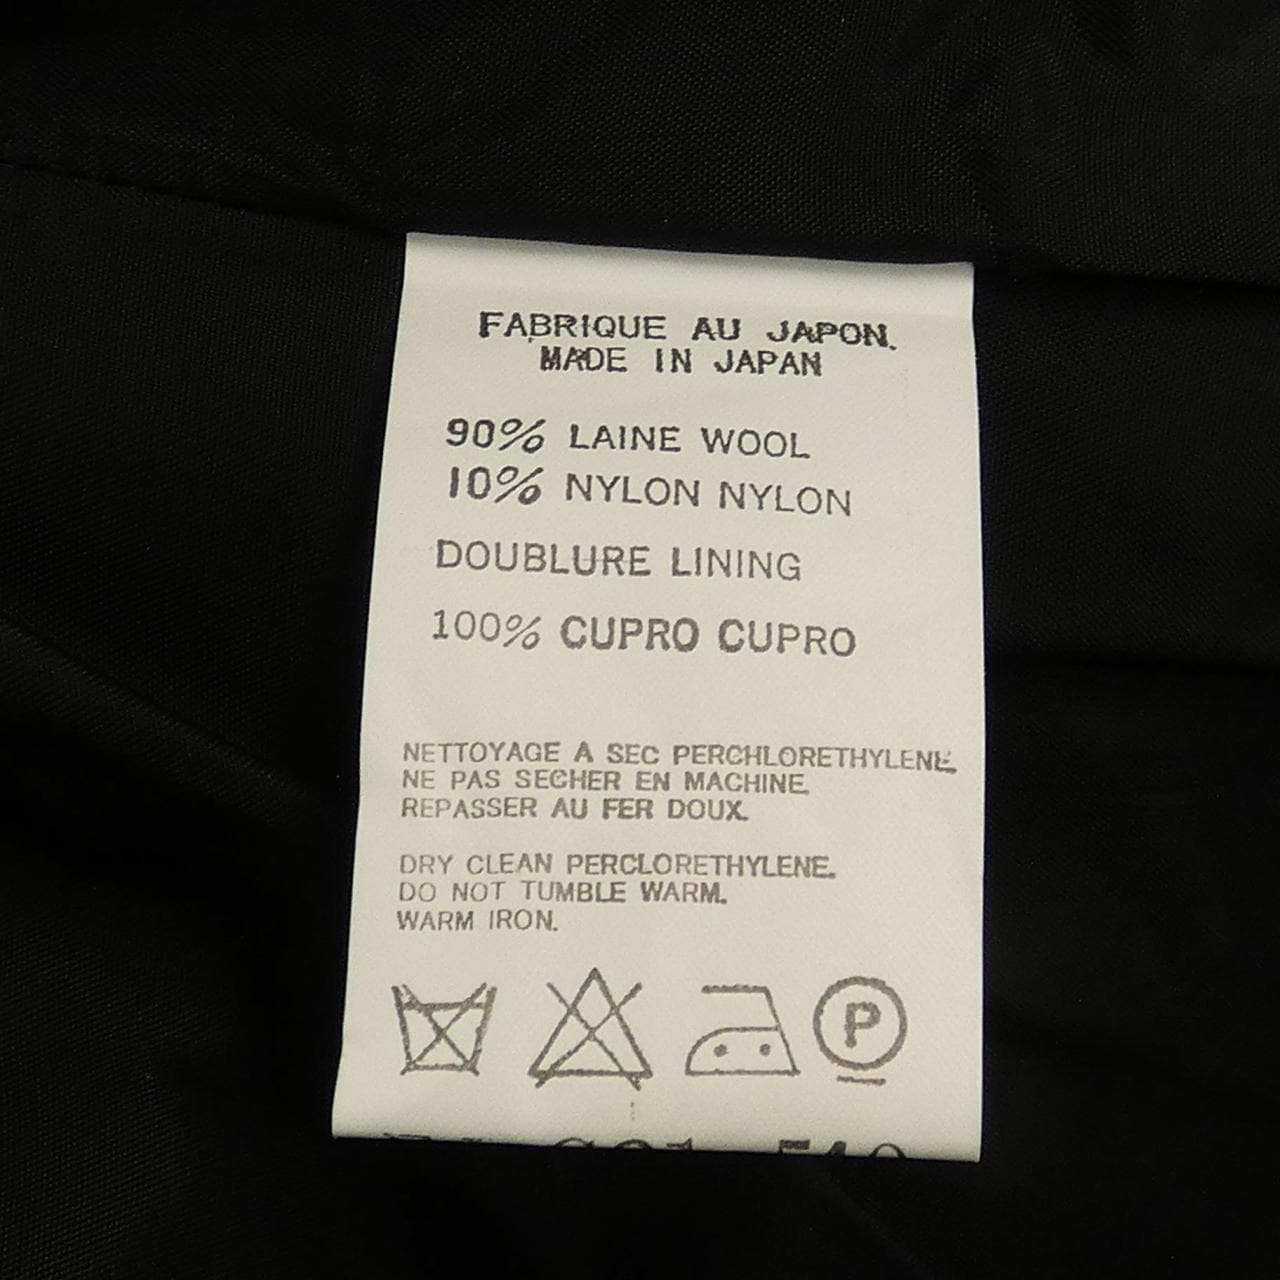 FABRIQUE AU JAPON.
MADE IN JAPAN
90% LAINE WOOL
10% NYLON NYLON
DOUBLURE LINING
100% CUPRO CUPRO
NETTOYAGE A SEC PERCHLORETHYLENE.
NE PAS SECHER EN MACHINE.
REPASSER AU FER DOUX.
DRY CLEAN PERCLORETHYLENE.
DO NOT TUMBLE WARM.
WARM IRON.
P